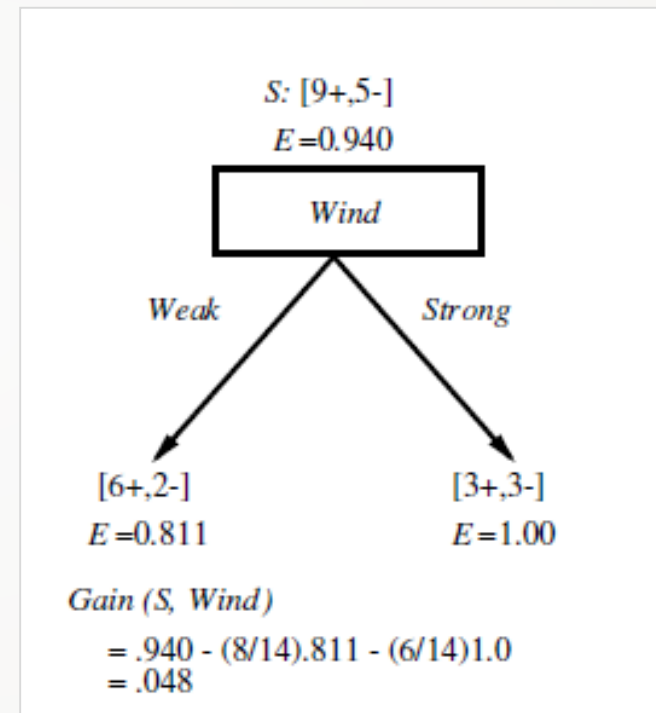 S: [9+,5-]
E=0.940
Wind
Weak Strong
[6+,2-] [3+,3-]
E=0.811 E=1.00
Gain (S, Wind)
= .940 - (8/14).811 - (6/14)1.0
= .048